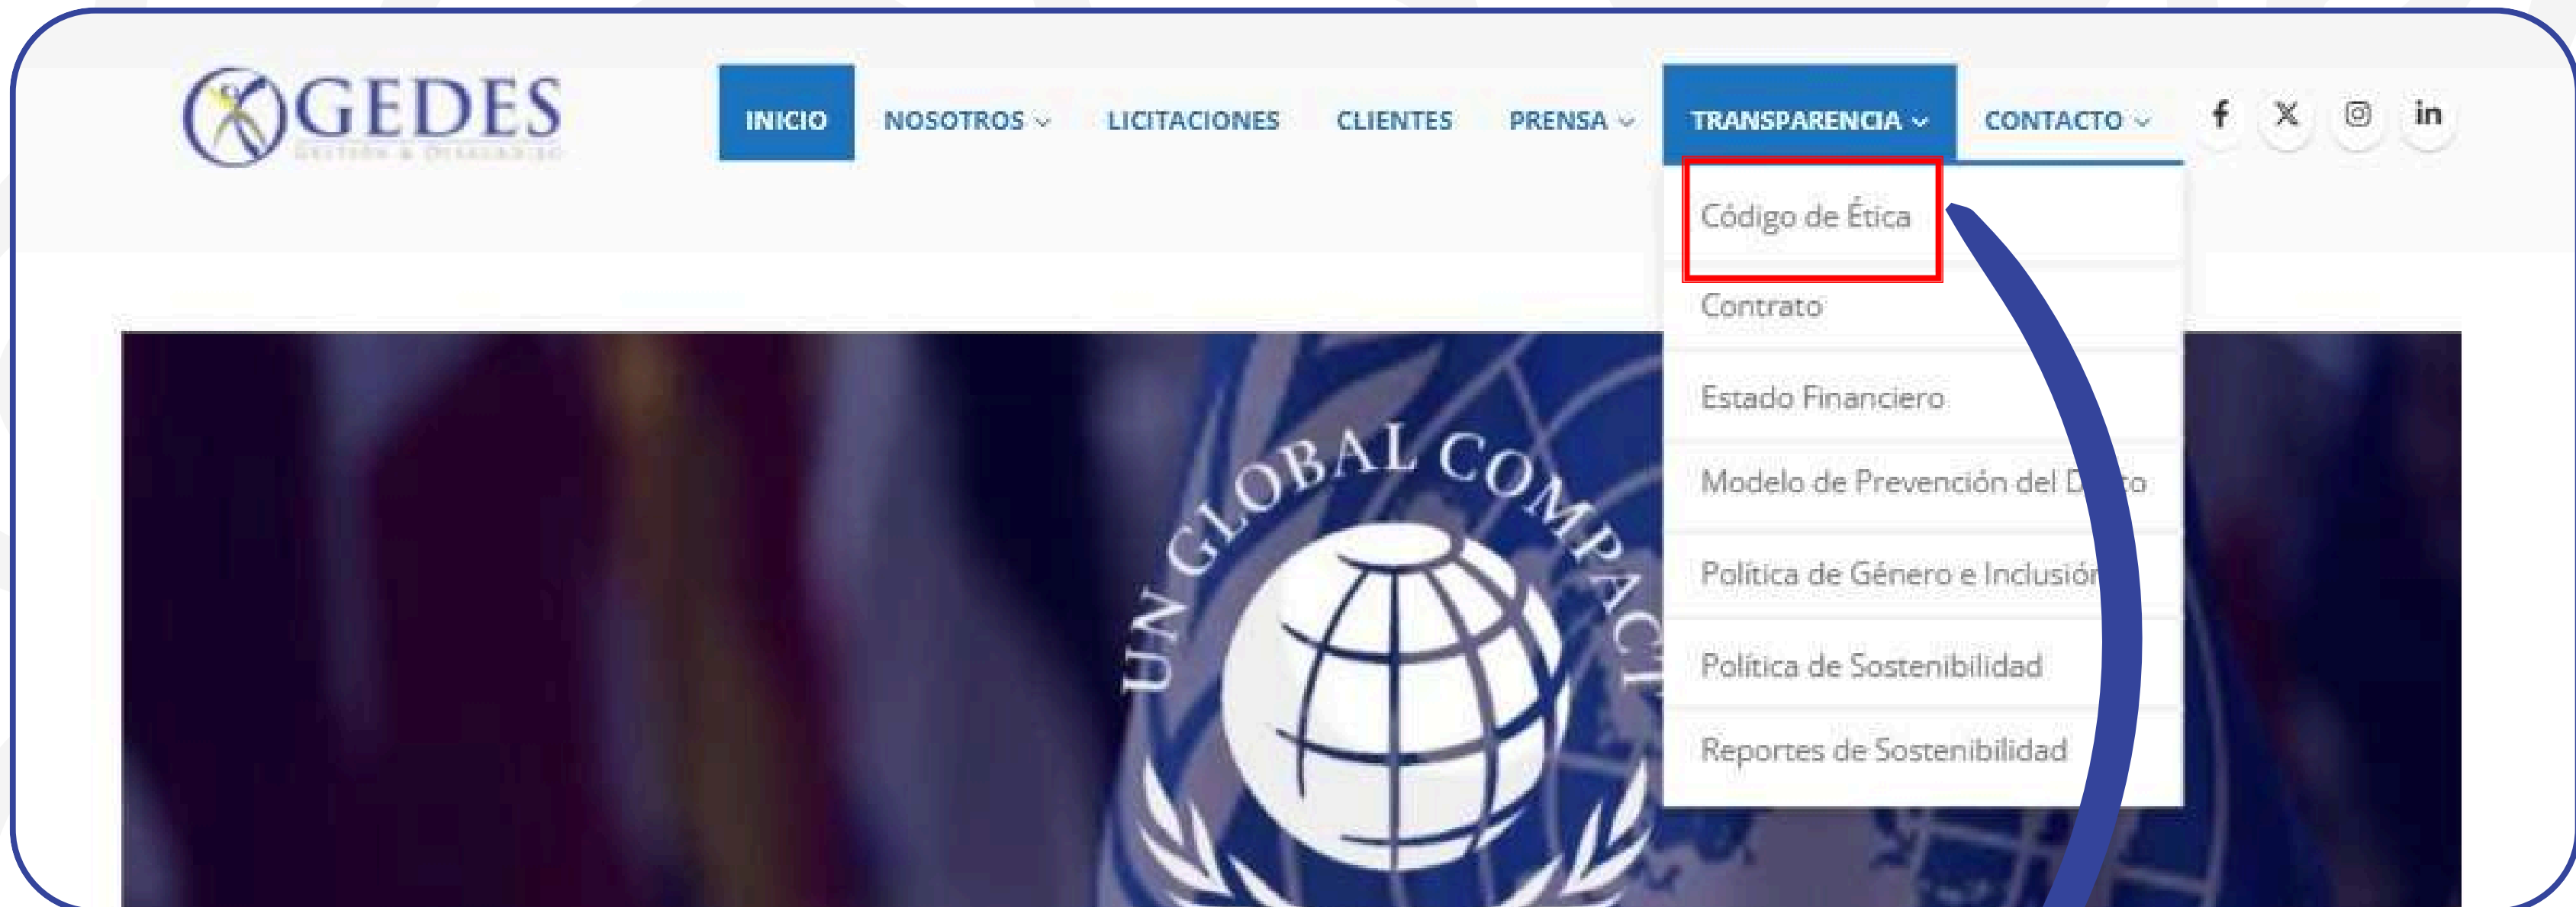 GEDES
INICIO NOSOTROS LICITACIONES CLIENTES PRENSA TRANSPARENCIA CONTACTO f X in
Código de Ética
Contrato
Estado Financiero
Modelo de Prevención del
Política de Género e Inclusión
Política de Sostenibilidad
Reportes de Sostenibilidad
UN GLOBAL COMPACT